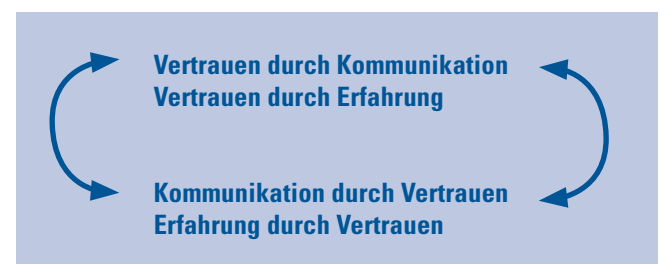 Vertrauen durch Kommunikation
Vertrauen durch Erfahrung
Kommunikation durch Vertrauen
Erfahrung durch Vertrauen